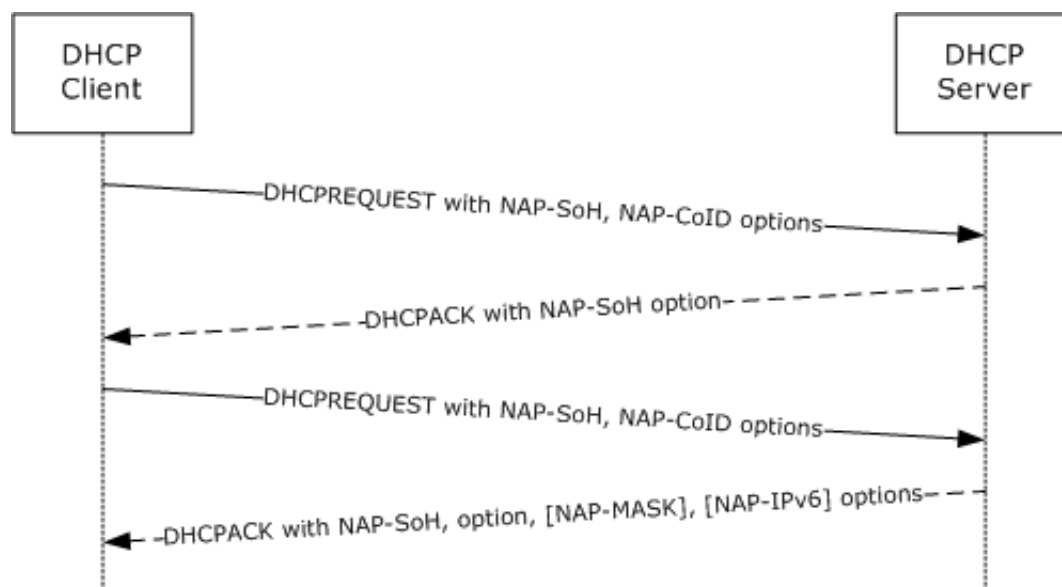 DHCP
Client
DHCP
Server
DHCPREQUEST with NAP-SoH, NAP-CoID options
DHCPACK with NAP-SoH option
DHCPREQUEST with NAP-SoH, NAP-CoID options
DHCPACK with NAP-SoH, option, [NAP-MASK], [NAP-IPv6] options